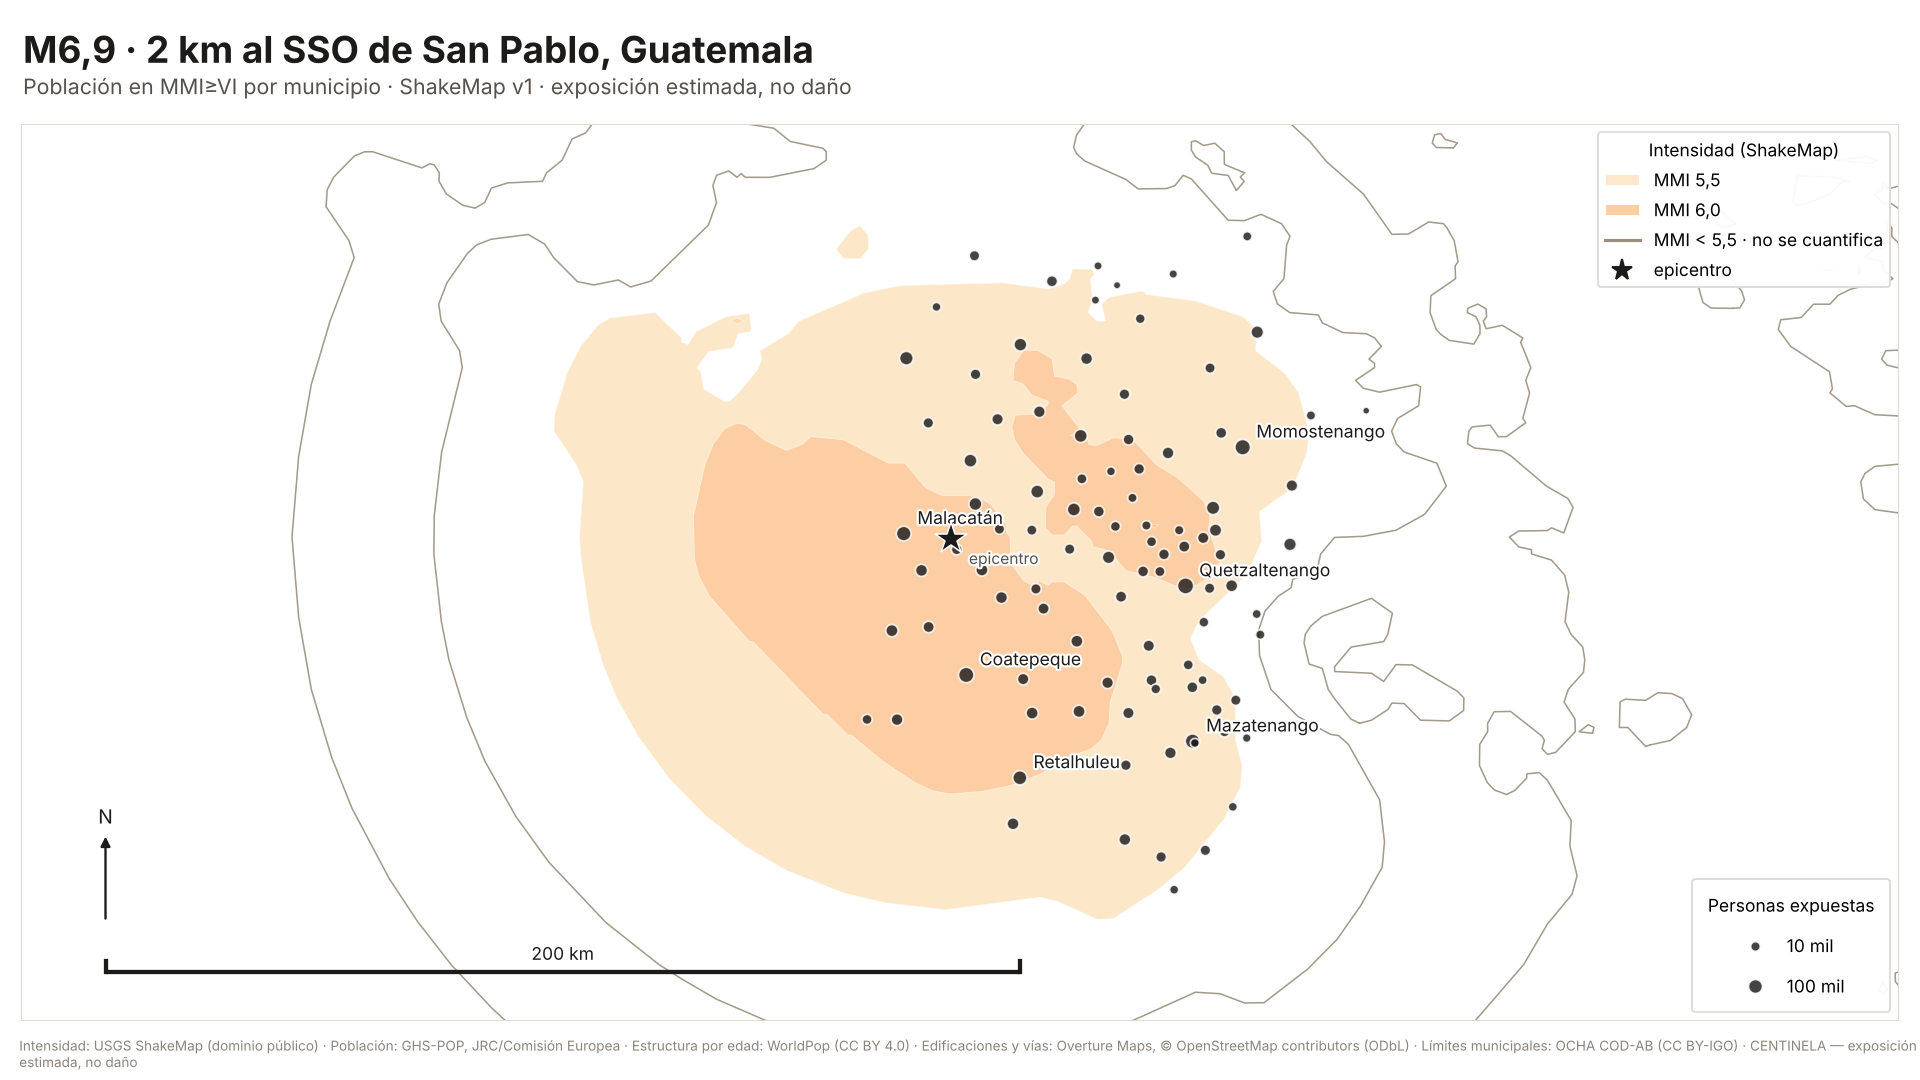 M6,9 · 2 km al SSO de San Pablo, Guatemala
Población en MMI≥VI por municipio · ShakeMap v1 · exposición estimada, no daño
Intensidad (ShakeMap)
MMI 5,5
MMI 6,0
MMI < 5,5 · no se cuantifica
epicentro
Momostenango
Malacatán
epicentro
Quetzaltenango
Coatepeque
Mazatenango
Retalhuleu
N
200 km
Personas expuestas
10 mil
100 mil
Intensidad: USGS ShakeMap (dominio público) · Población: GHS-POP, JRC/Comisión Europea · Estructura por edad: WorldPop (CC BY 4.0) · Edificaciones y vías: Overture Maps, © OpenStreetMap contributors (ODbL) · Límites municipales: OCHA COD-AB (CC BY-IGO) · CENTINELA — exposición
estimada, no daño